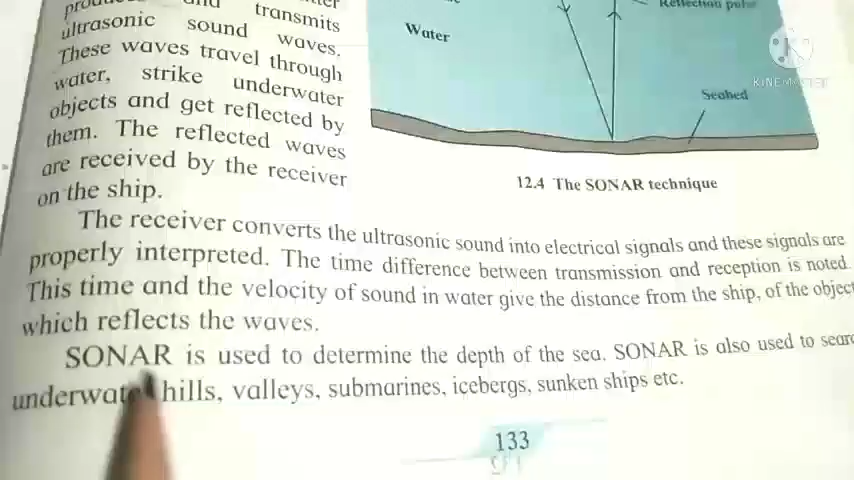 transmits
ultrasonic sound waves.
These waves travel through
water, strike underwater
objects and get reflected by
them. The reflected waves
are received by the receiver
on the ship.
Water
Seabed
KINEMASTER
12.4 The SONAR technique
The receiver converts the ultrasonic sound into electrical signals and these signals are
properly interpreted. The time difference between transmission and reception is noted.
This time and the velocity of sound in water give the distance from the ship, of the object
which reflects the waves.
SONAR is used to determine the depth of the sea. SONAR is also used to sear
underwate hills, valleys, submarines, icebergs, sunken ships etc.
133